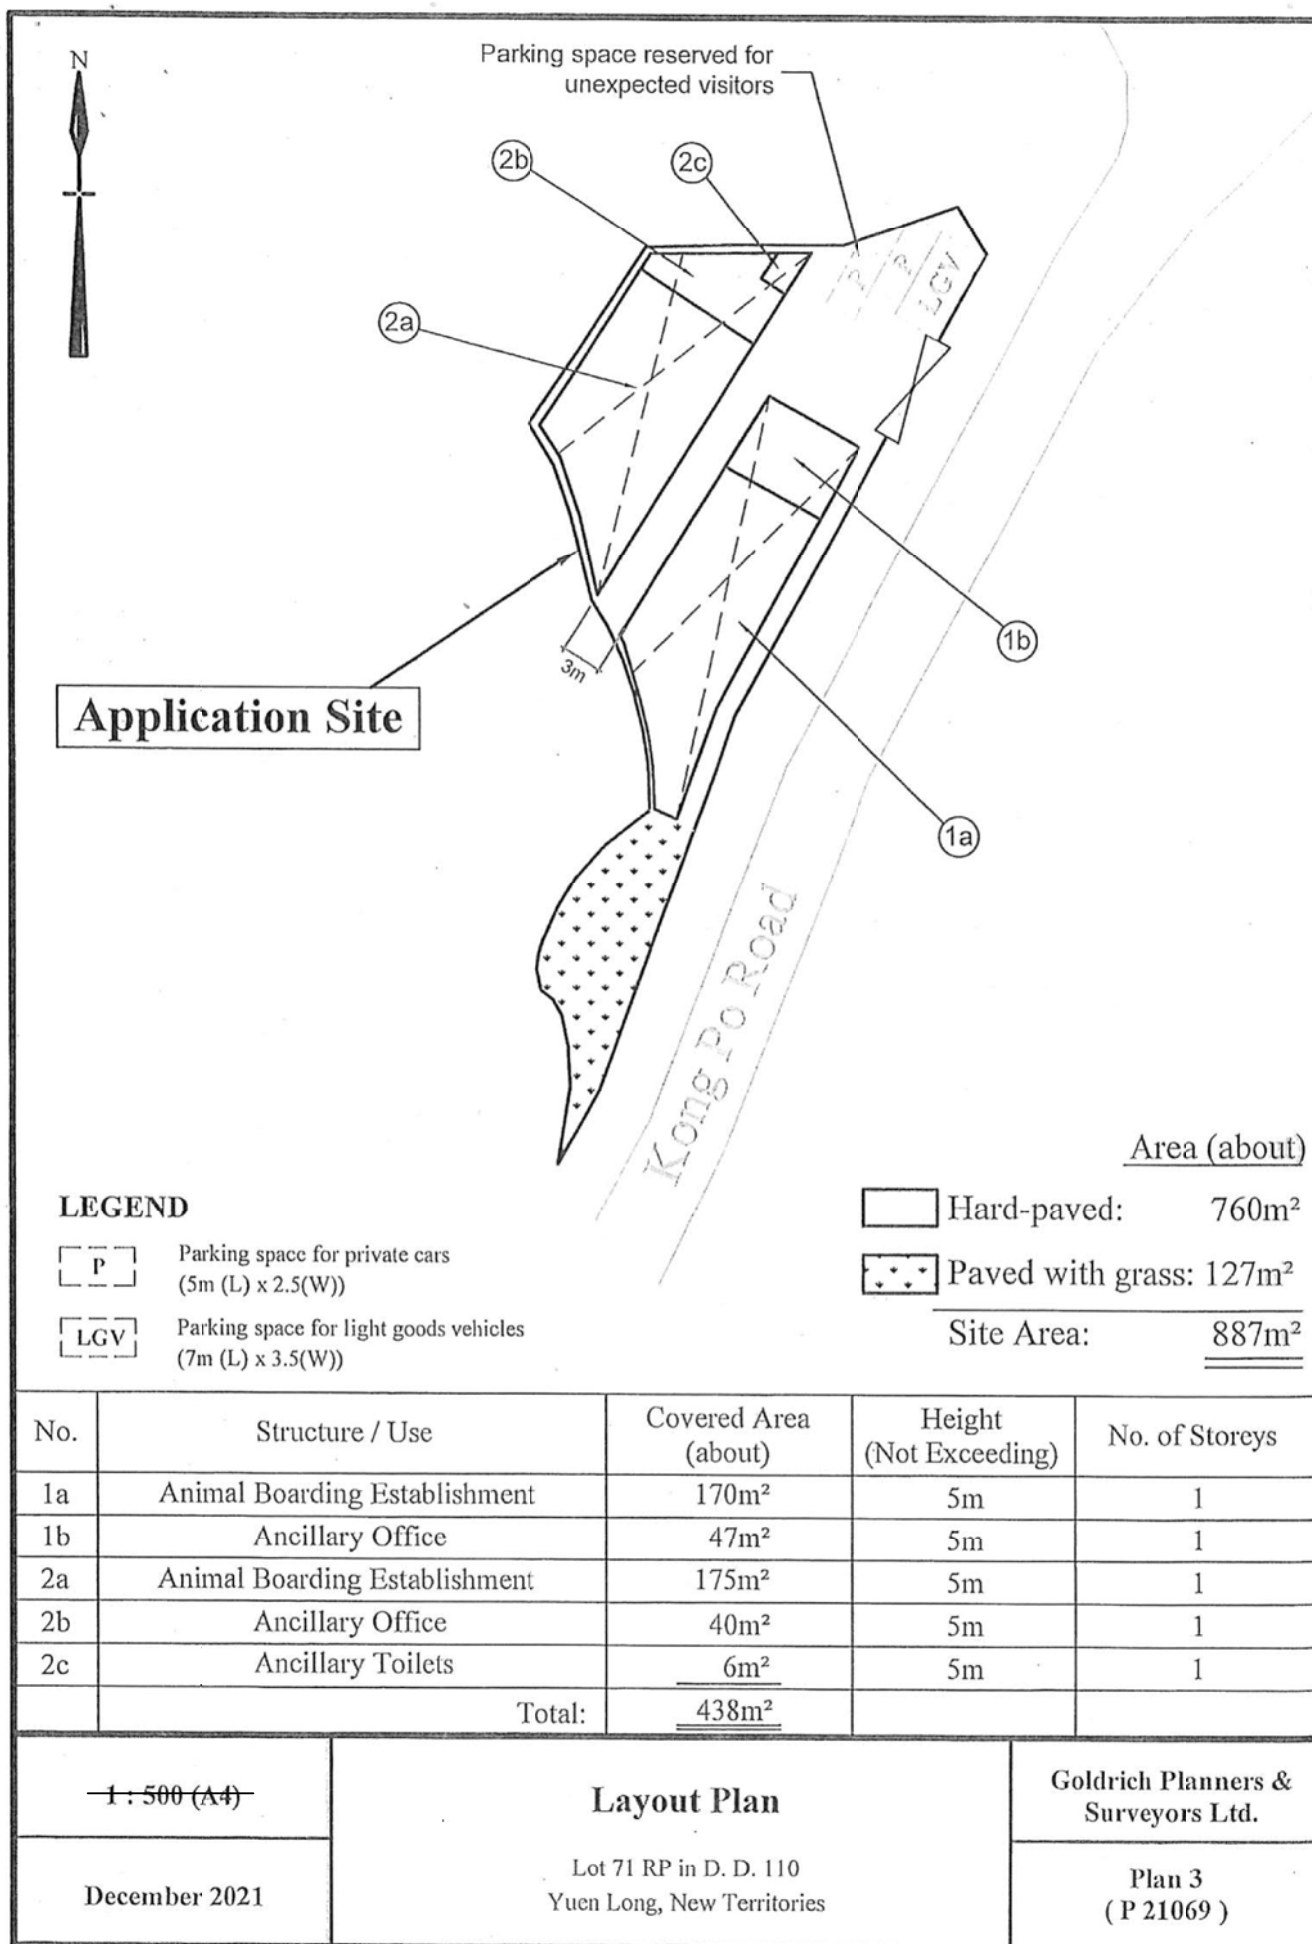 N
Parking space reserved for
unexpected visitors
2b
2c
2a
P
P
LGV
3m
1b
Application Site
1a
Kong Po Road
Area (about)
LEGEND
Hard-paved: 760m²
P
Parking space for private cars
(5m (L) x 2.5(W))
Paved with grass: 127m²
LGV
Parking space for light goods vehicles
(7m (L) x 3.5(W))
Site Area: 887m²
No. Structure / Use Covered Area (about) Height (Not Exceeding) No. of Storeys
1a Animal Boarding Establishment 170m² 5m 1
1b Ancillary Office 47m² 5m 1
2a Animal Boarding Establishment 175m² 5m 1
2b Ancillary Office 40m² 5m 1
2c Ancillary Toilets 6m² 5m 1
Total: 438m²
1 : 500 (A4)
Layout Plan
Goldrich Planners &
Surveyors Ltd.
Lot 71 RP in D. D. 110
Yuen Long, New Territories
December 2021
Plan 3
( P 21069 )